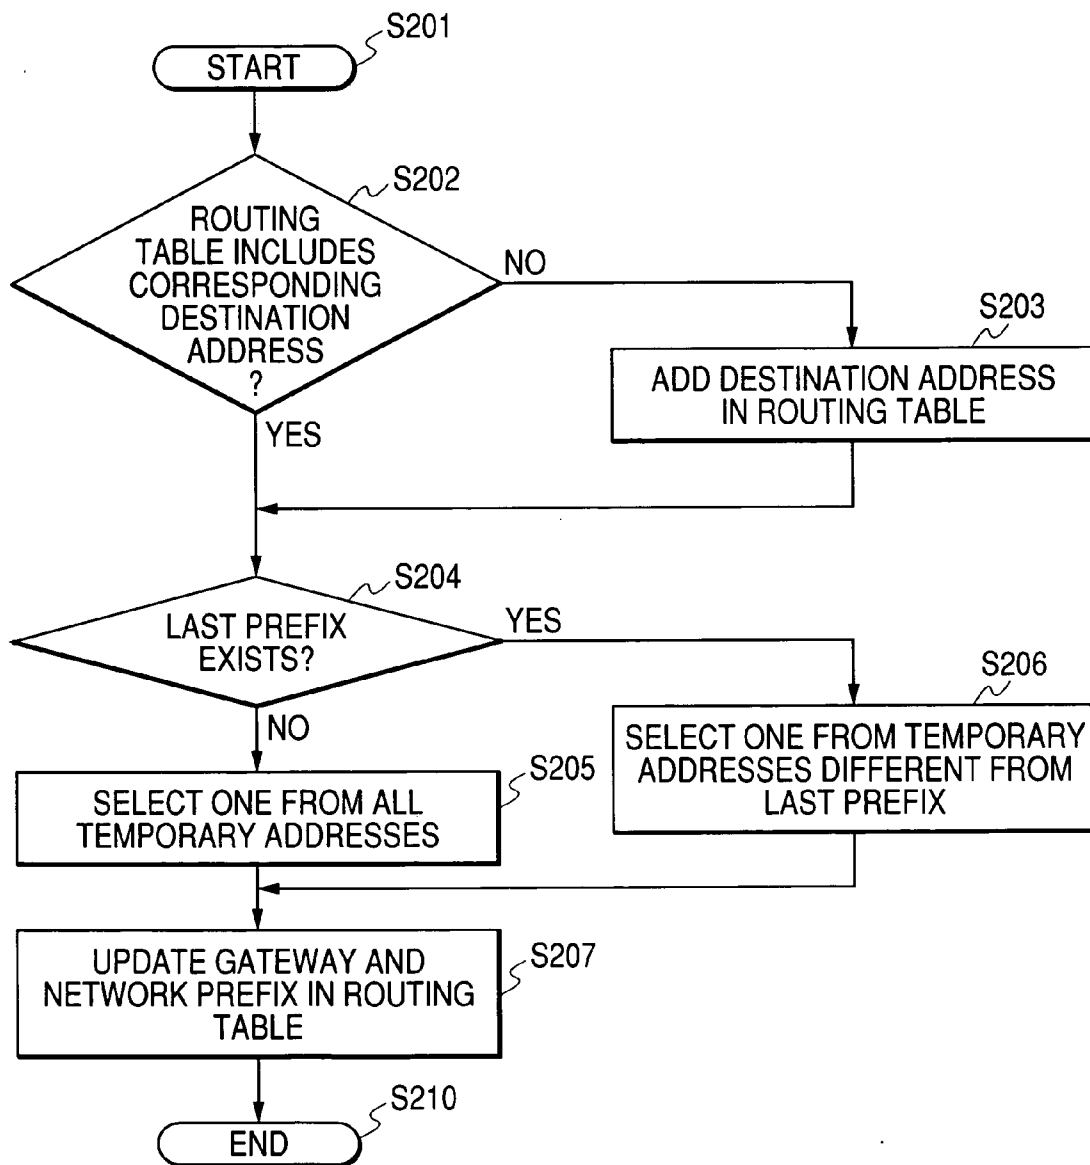 S201
START
S202
ROUTING
TABLE INCLUDES
CORRESPONDING
DESTINATION
ADDRESS
?
NO
YES
S203
ADD DESTINATION ADDRESS
IN ROUTING TABLE
S204
LAST PREFIX
EXISTS?
YES
NO
S206
SELECT ONE FROM TEMPORARY
ADDRESSES DIFFERENT FROM
LAST PREFIX
S205
SELECT ONE FROM ALL
TEMPORARY ADDRESSES
S207
UPDATE GATEWAY AND
NETWORK PREFIX IN ROUTING
TABLE
S210
END